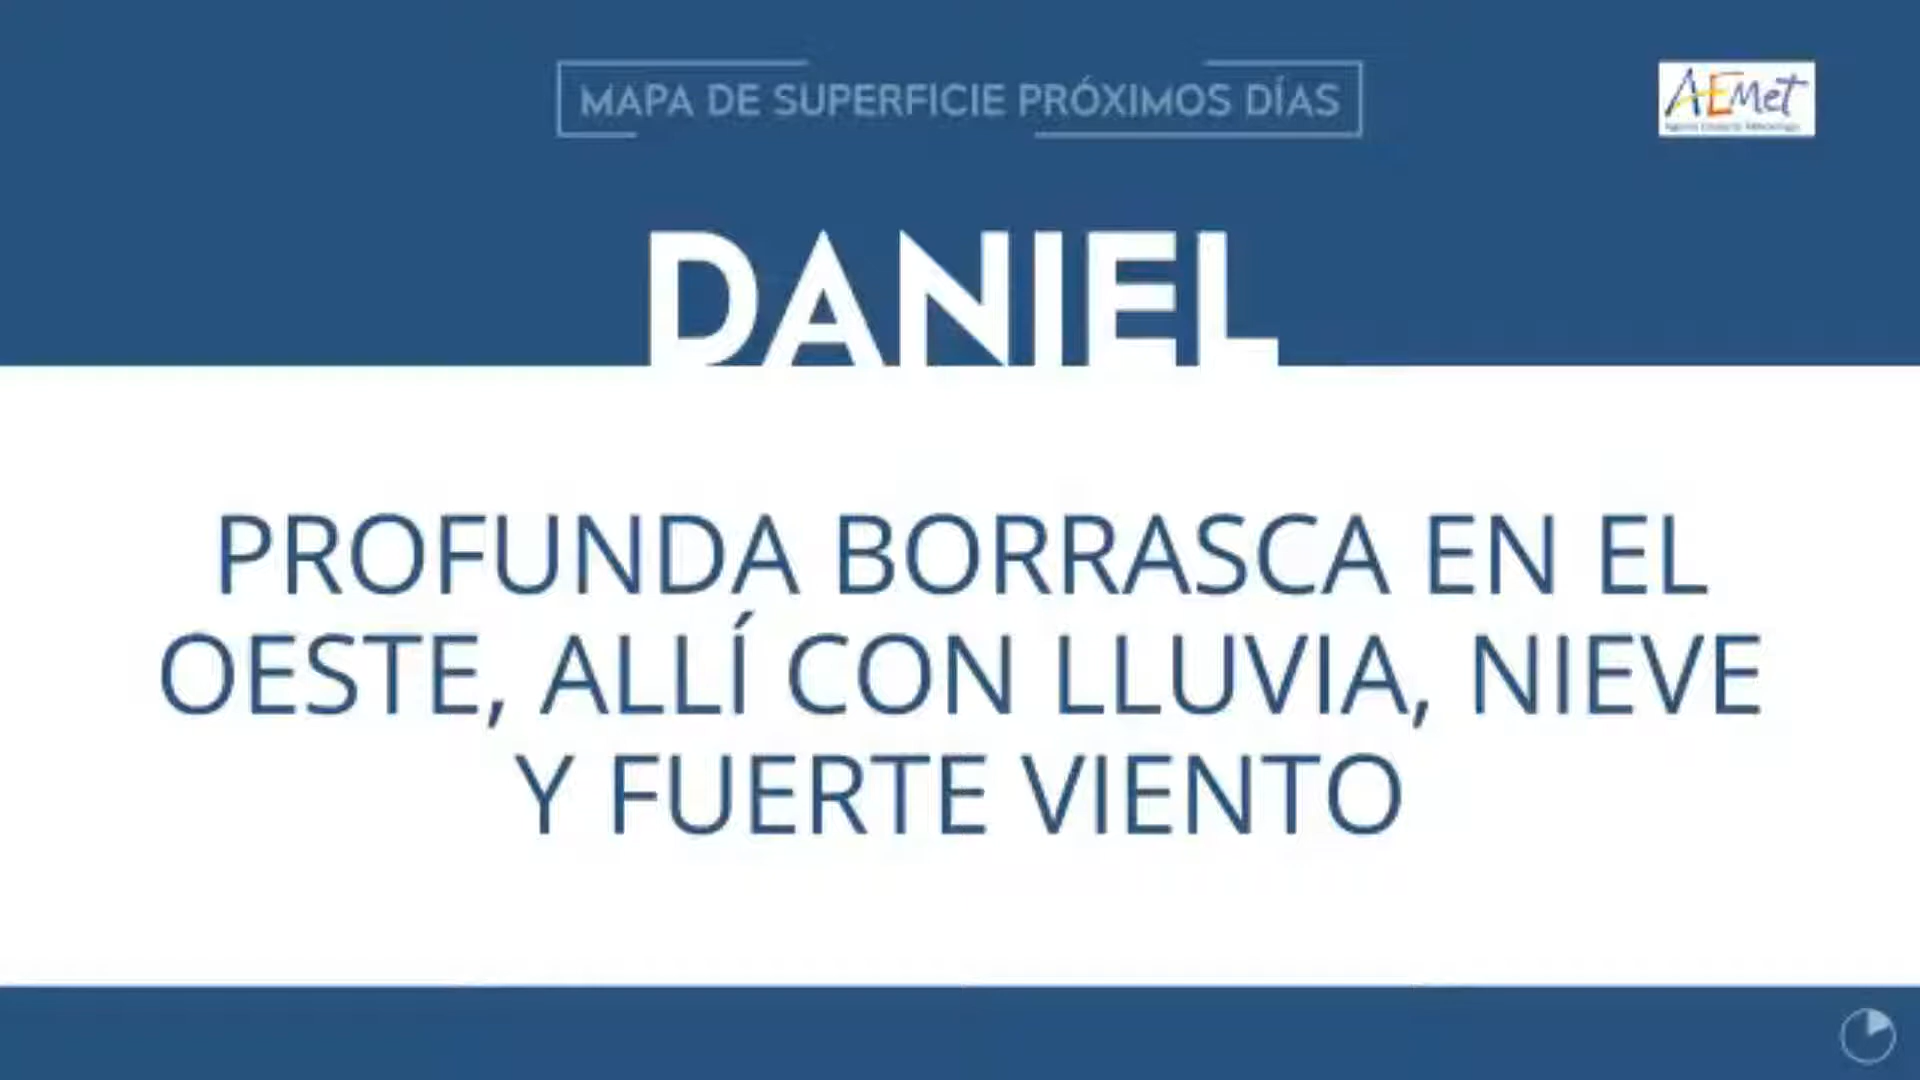 MAPA DE SUPERFICIE PRÓXIMOS DÍAS
AEMet
DANIEL
PROFUNDA BORRASCA EN EL
OESTE, ALLÍ CON LLUVIA, NIEVE
Y FUERTE VIENTO